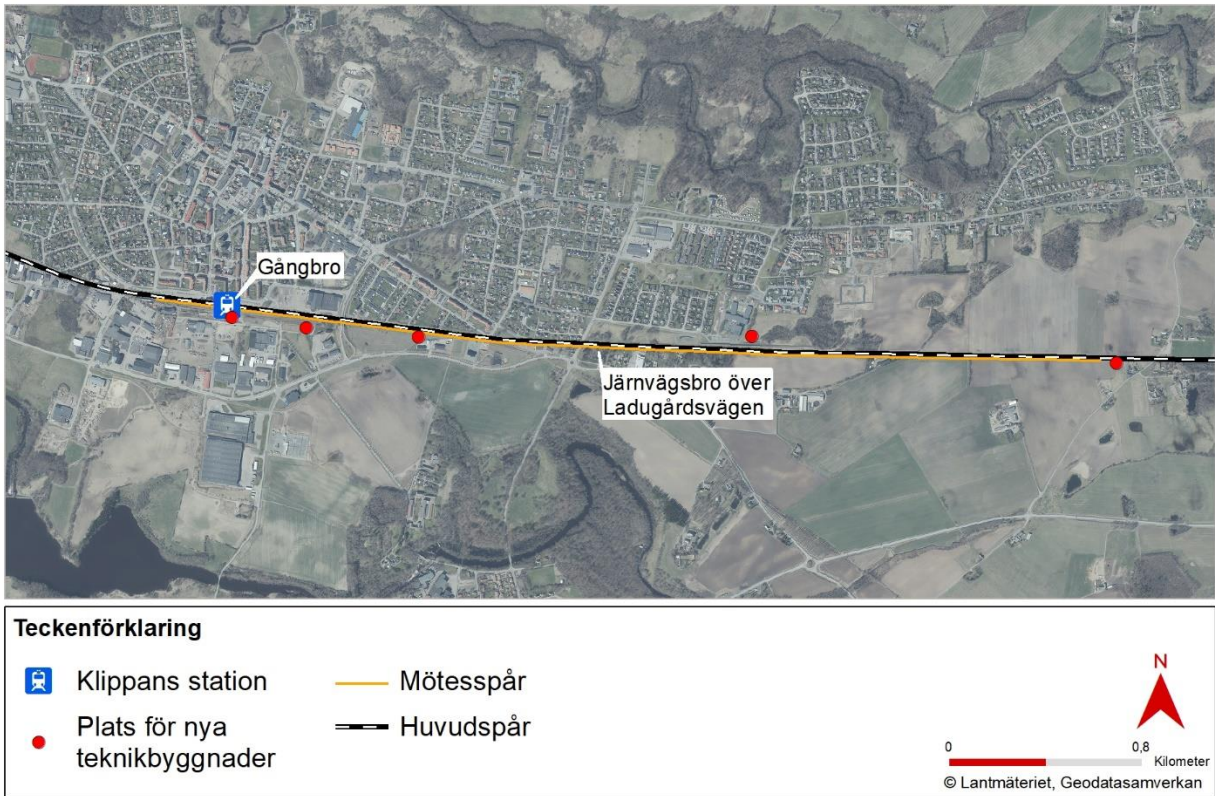 Gångbro
Järnvägsbro över
Ladugårdsvägen
Teckenförklaring
Klippans station
Mötesspår
Plats för nya
teknikbyggnader
Huvudspår
N
0 0,8
Kilometer
© Lantmäteriet, Geodatasamverkan